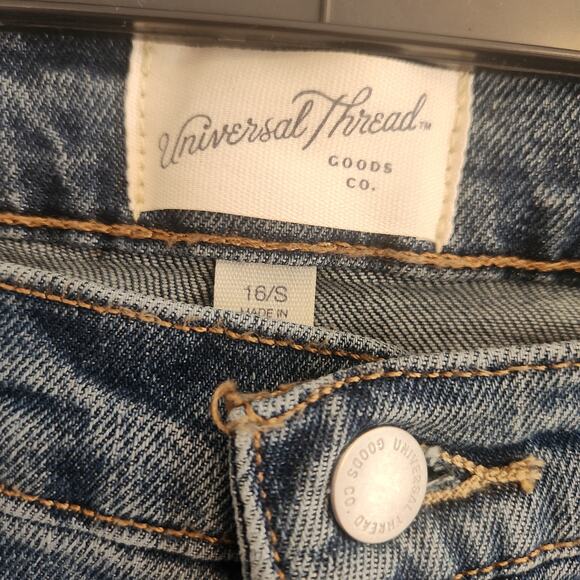 Universal Thread™
GOODS
CO.
16/S
MADE IN
UNIVERSAL THREAD GOODS CO.